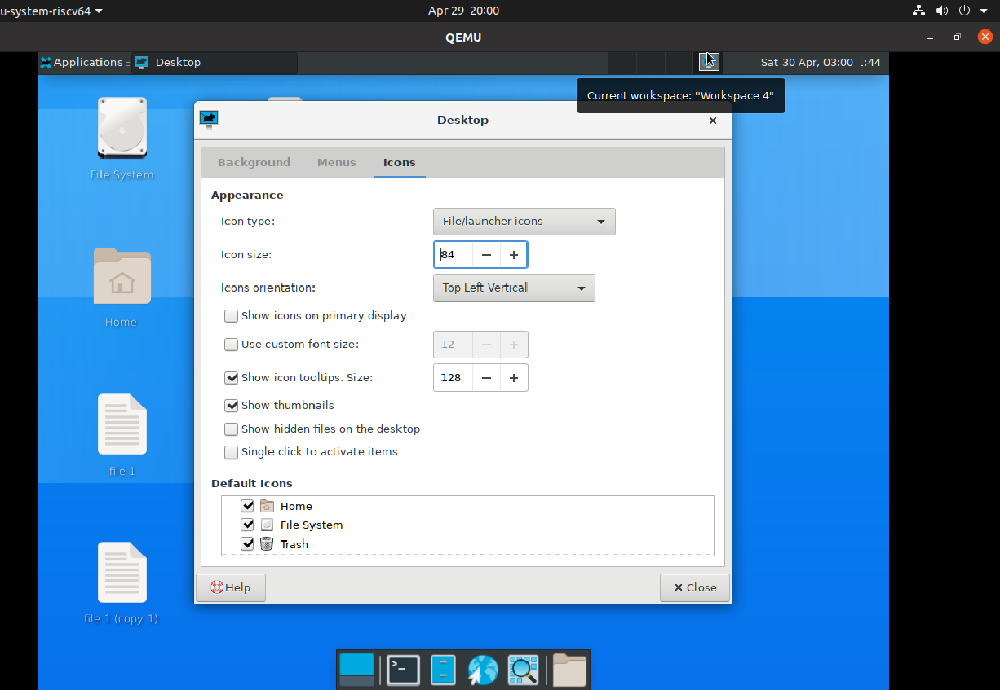 u-system-riscv64
Apr 29 20:00
QEMU
Applications
Desktop
Sat 30 Apr, 03:00
.:44
Current workspace: "Workspace 4"
Desktop
Background
Menus
Icons
Appearance
Icon type:
File/launcher icons
Icon size:
84
Icons orientation:
Top Left Vertical
Show icons on primary display
Use custom font size:
12
Show icon tooltips. Size:
128
Show thumbnails
Show hidden files on the desktop
Single click to activate items
Default Icons
Home
File System
Trash
Help
Close
File System
Home
file 1
file 1 (copy 1)